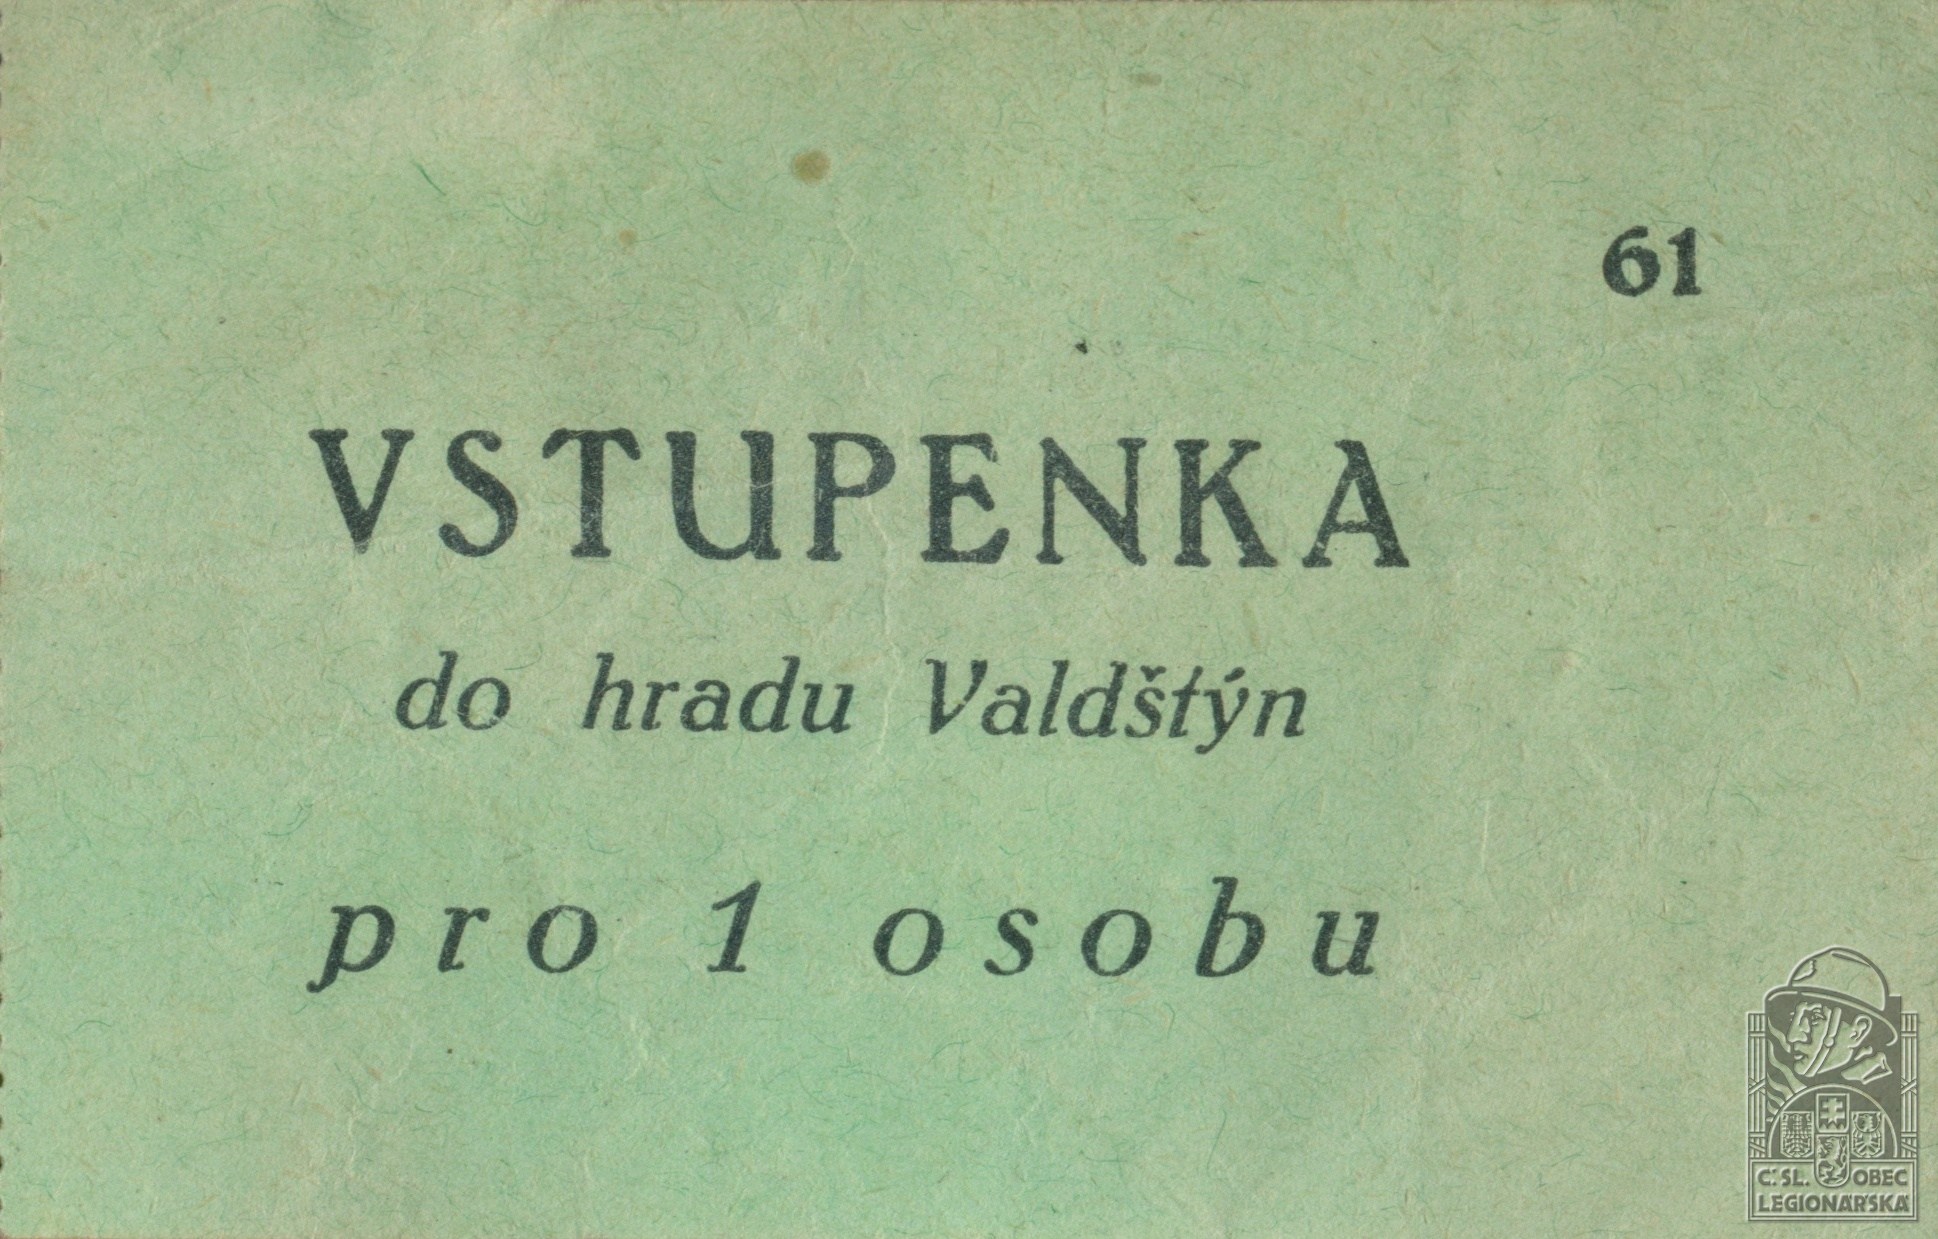 61
VSTUPENKA
do hradu Valdštýn
pro 1 osobu
Č. SL. OBEC
LEGIONÁŘSKÁ